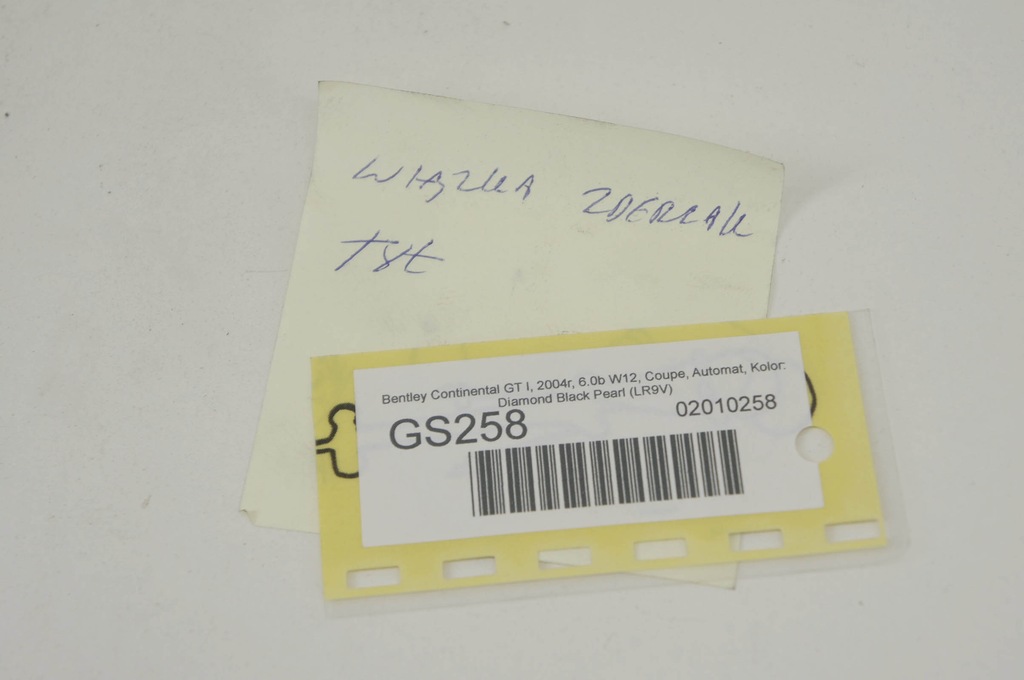 WIĄZKA ZDERZAK
TYŁ
Bentley Continental GT I, 2004r, 6.0b W12, Coupe, Automat, Kolor:
Diamond Black Pearl (LR9V)
GS258
02010258